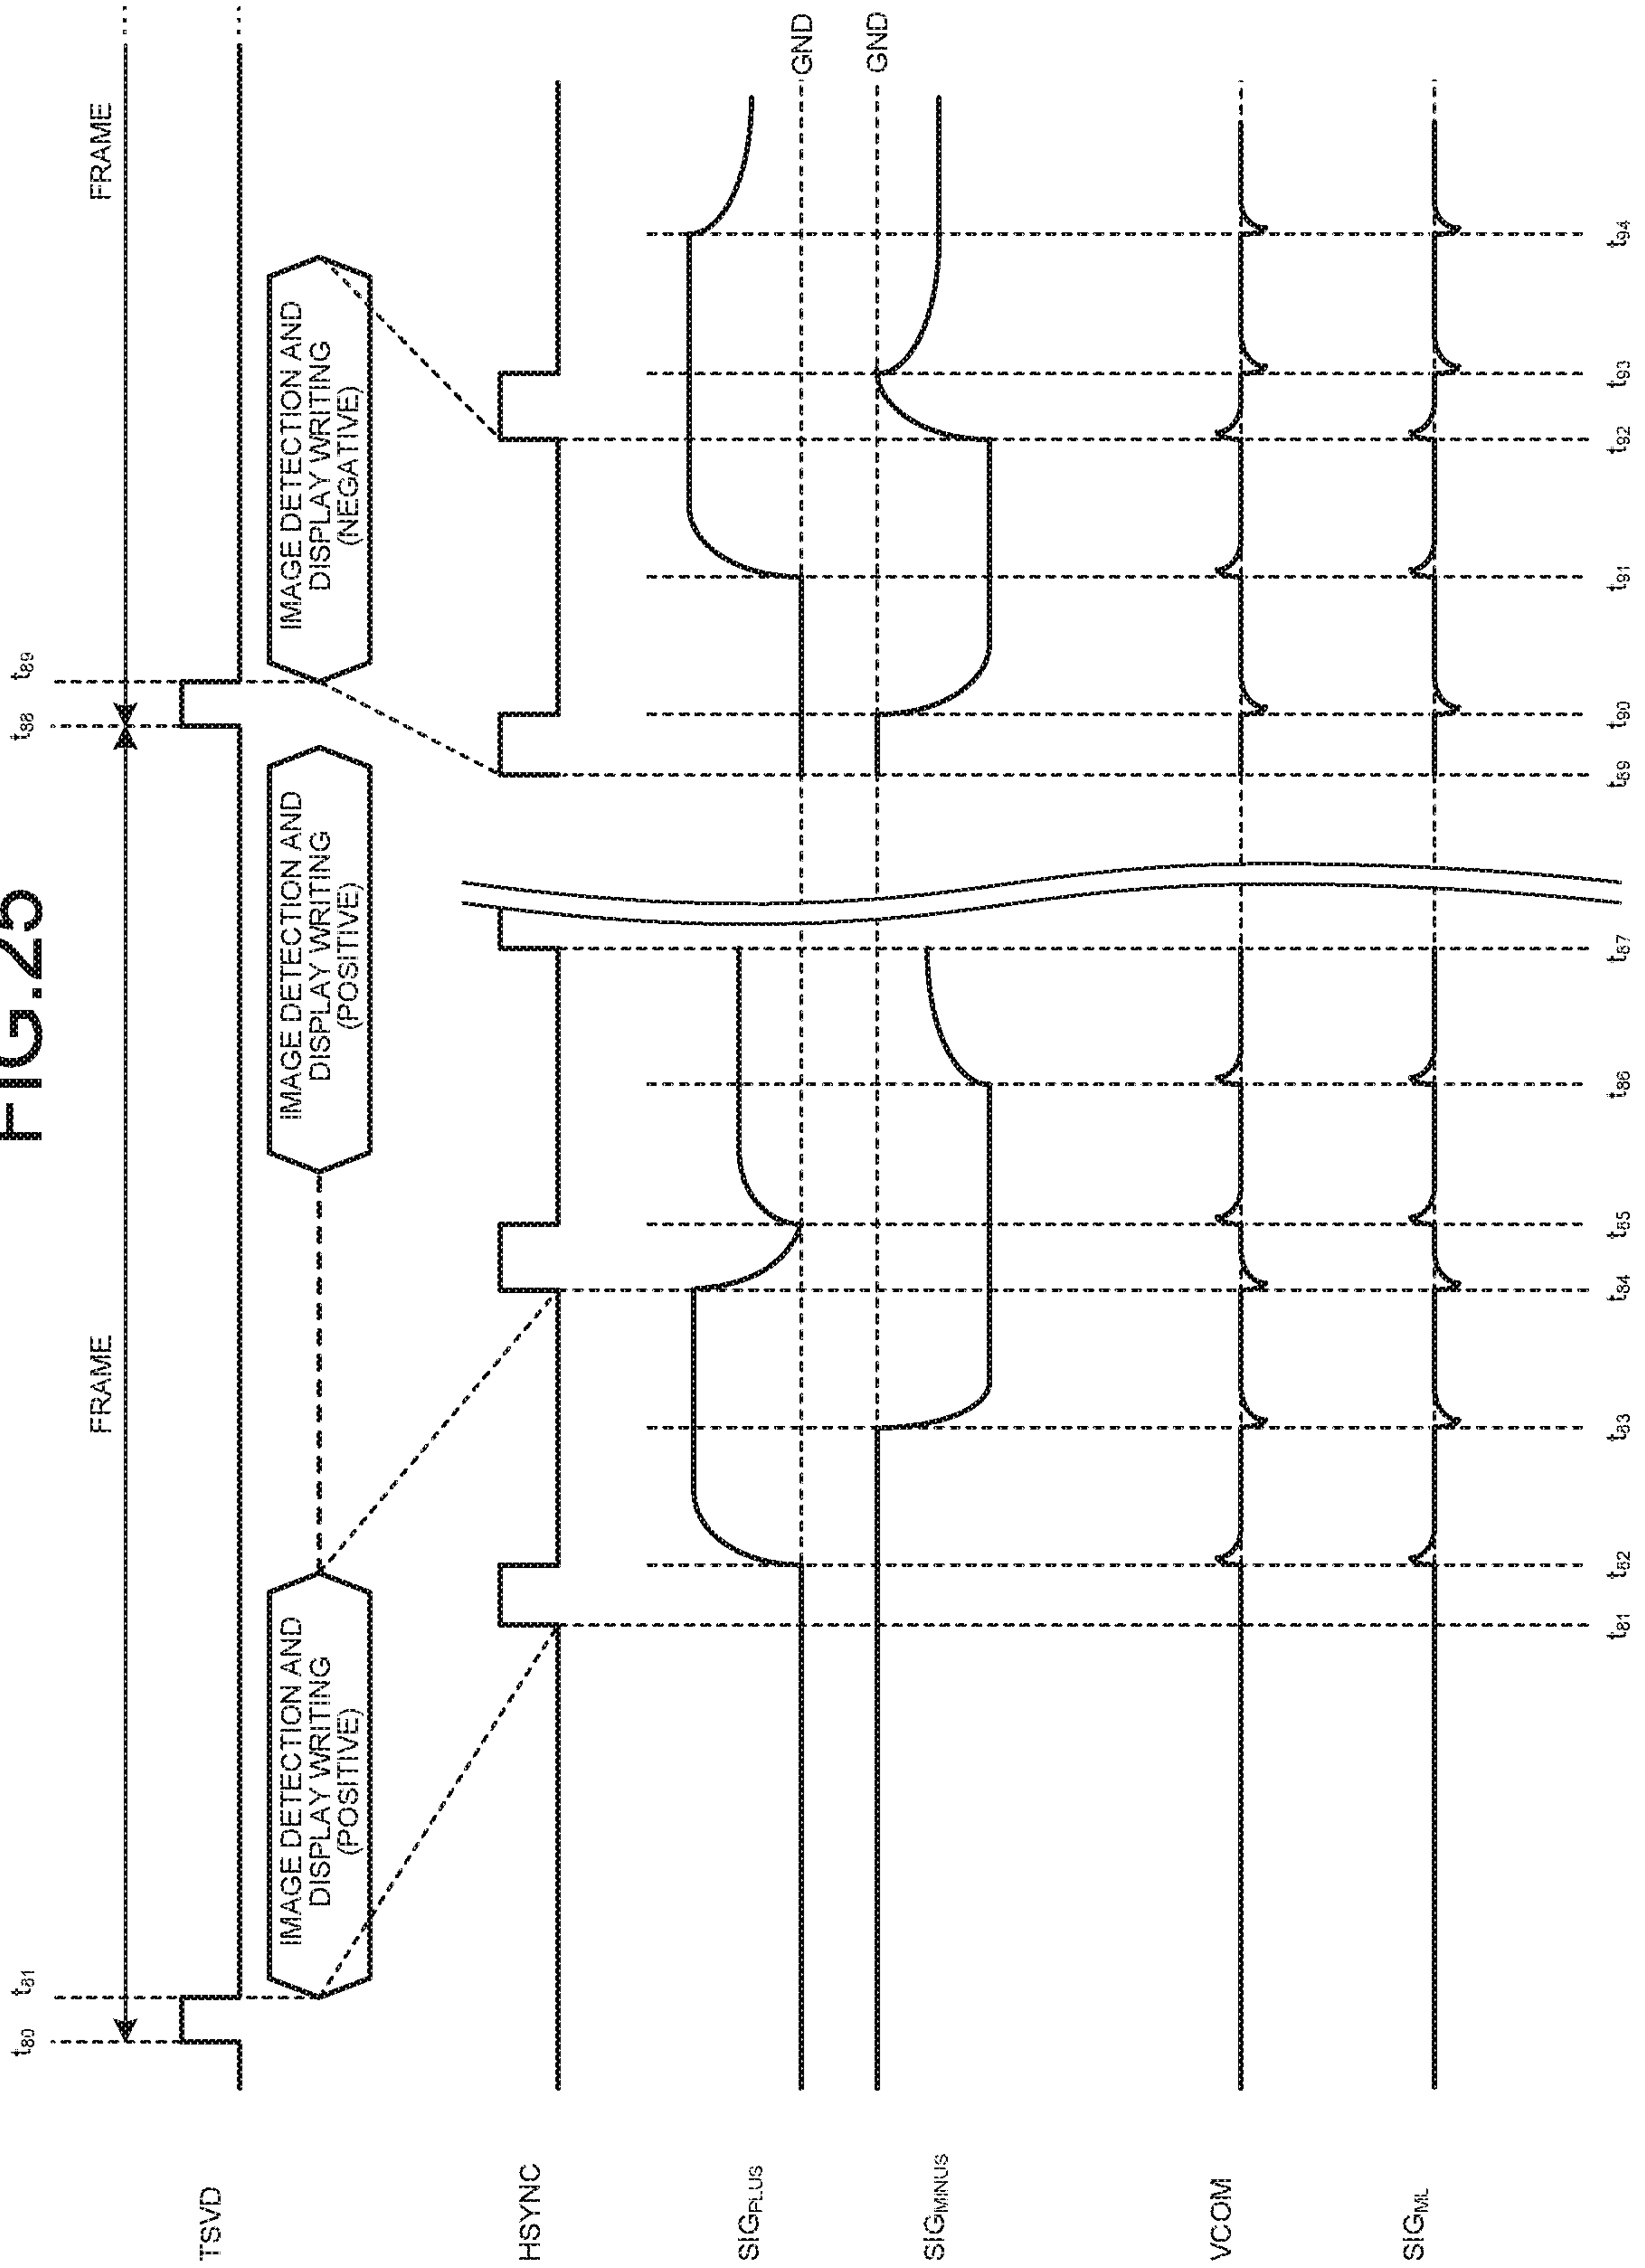 FIG.25
FRAME
FRAME
t80
t81
t88
t89
TSVD
IMAGE DETECTION AND
DISPLAY WRITING
(POSITIVE)
IMAGE DETECTION AND
DISPLAY WRITING
(POSITIVE)
IMAGE DETECTION AND
DISPLAY WRITING
(NEGATIVE)
HSYNC
SIGPLUS
GND
SIGMINUS
GND
VCOM
SIGML
t81
t82
t83
t84
t85
t86
t87
t89
t90
t91
t92
t93
t94